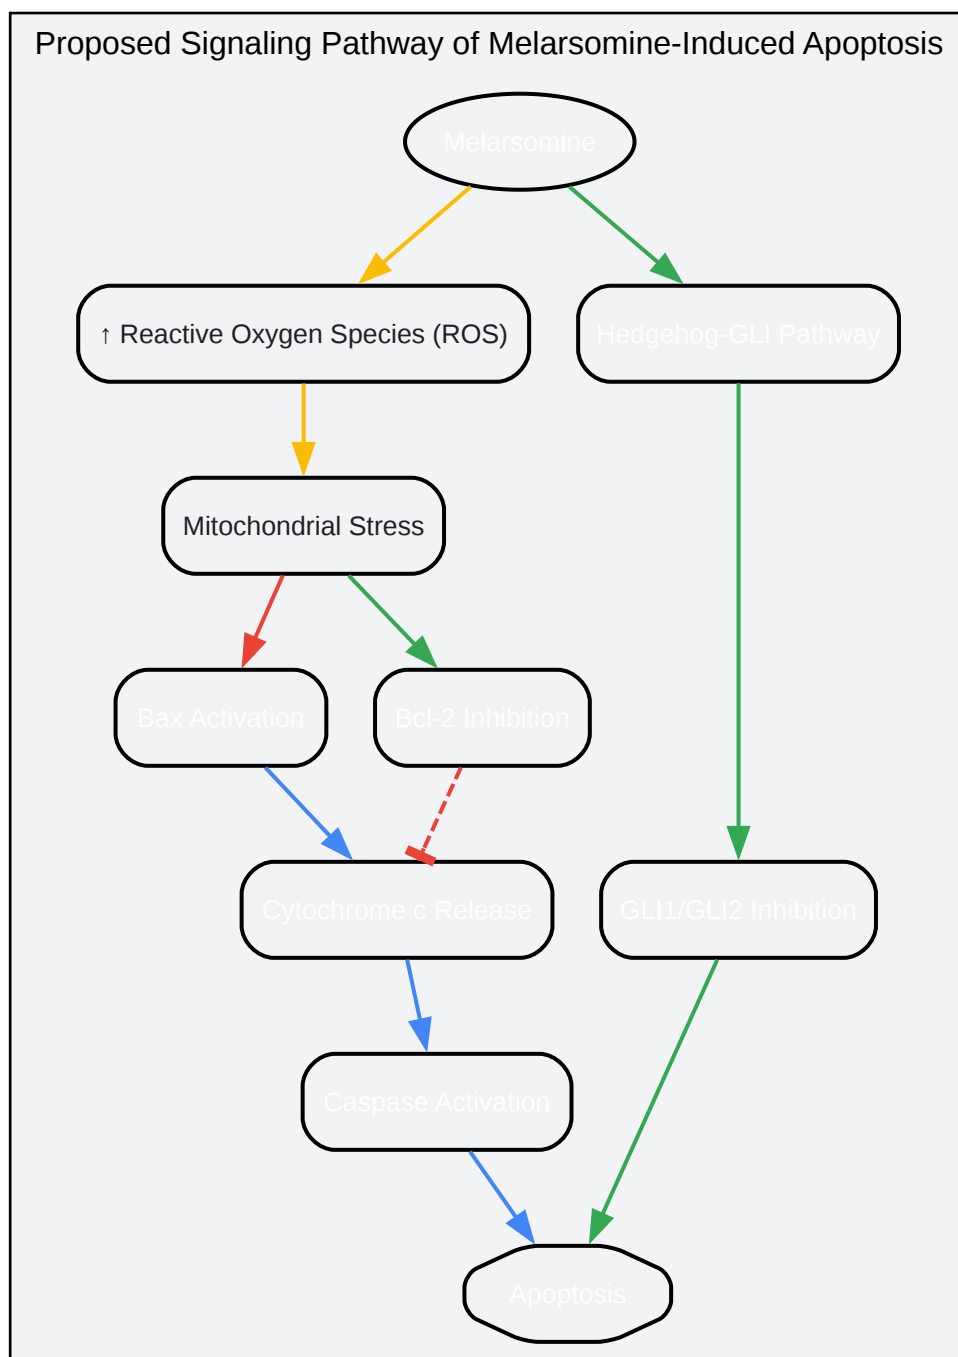 Proposed Signaling Pathway of Melarsomine-Induced Apoptosis
Melarsomine
↑ Reactive Oxygen Species (ROS)
Hedgehog-GLI Pathway
Mitochondrial Stress
Bax Activation
Bcl-2 Inhibition
Cytochrome c Release
GLI1/GLI2 Inhibition
Caspase Activation
Apoptosis